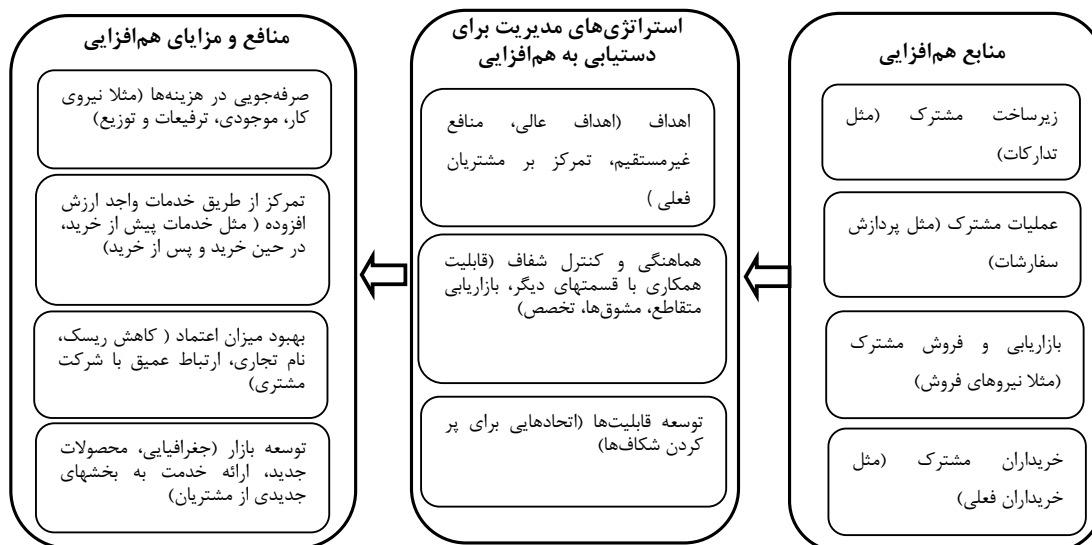 منابع هم‌افزایی
زیرساخت مشترک (مثل
تدارکات)
عملیات مشترک (مثل پردازش
سفارشات)
بازاریابی و فروش مشترک
(مثلا نیروهای فروش)
خریداران مشترک (مثل
خریداران فعلی)
استراتژی‌های مدیریت برای
دستیابی به هم‌افزایی
اهداف (اهداف عالی، منافع
غیرمستقیم، تمرکز بر مشتریان
فعلی )
هماهنگی و کنترل شفاف (قابلیت
همکاری با قسمتهای دیگر، بازاریابی
متقاطع، مشوق‌ها، تخصص)
توسعه قابلیت‌ها (اتحادهایی برای پر
کردن شکاف‌ها)
منافع و مزایای هم‌افزایی
صرفه‌جویی در هزینه‌ها (مثلا نیروی
کار، موجودی، ترفیعات و توزیع)
تمرکز از طریق خدمات واجد ارزش
افزوده ( مثل خدمات پیش از خرید،
در حین خرید و پس از خرید)
بهبود میزان اعتماد ( کاهش ریسک،
نام تجاری، ارتباط عمیق با شرکت
مشتری)
توسعه بازار (جغرافیایی، محصولات
جدید، ارائه خدمت به بخشهای
جدیدی از مشتریان)